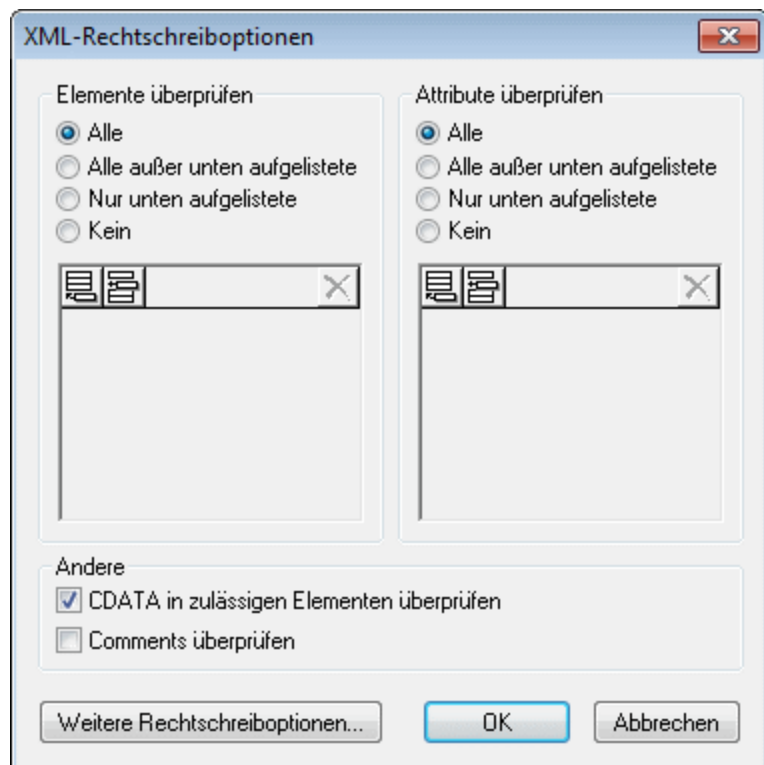 XML-Rechtschreiboptionen
Elemente überprüfen
Alle
Alle außer unten aufgelistete
Nur unten aufgelistete
Kein
Attribute überprüfen
Alle
Alle außer unten aufgelistete
Nur unten aufgelistete
Kein
Andere
CDATA in zulässigen Elementen überprüfen
Comments überprüfen
Weitere Rechtschreiboptionen...
OK
Abbrechen